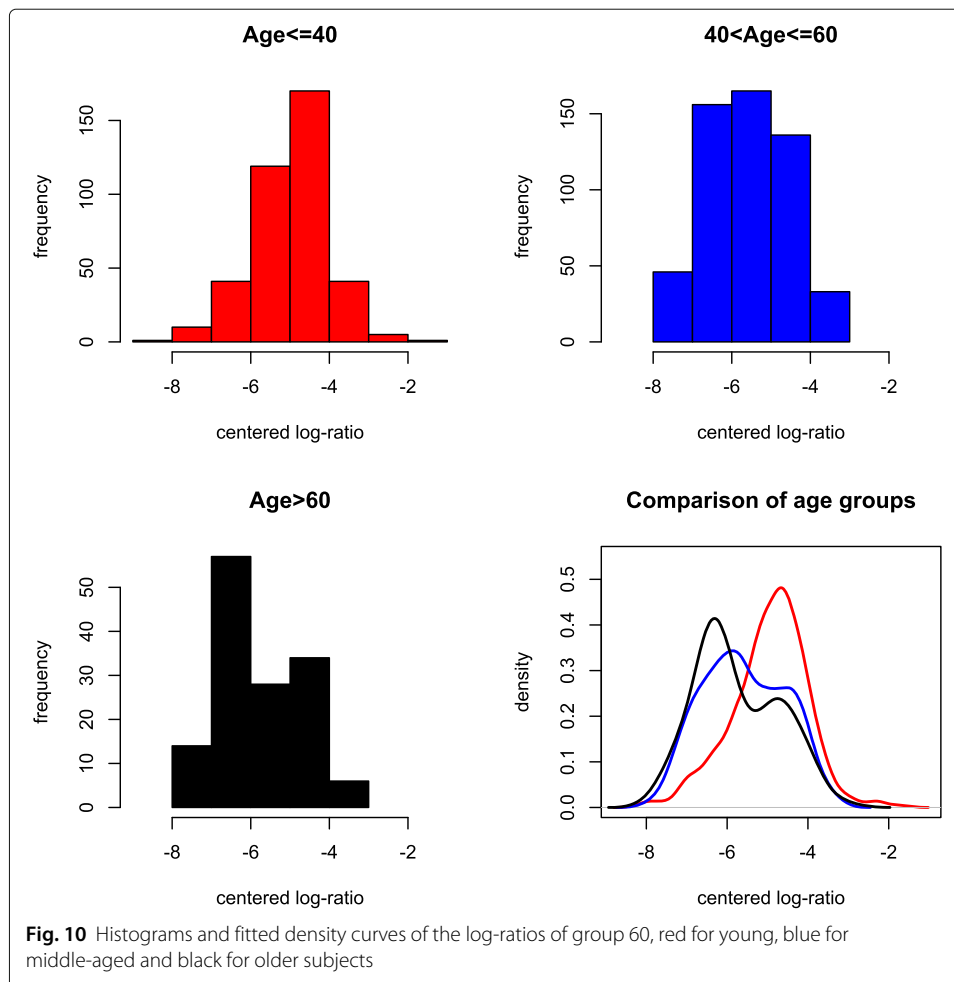 Age<=40
150
100
50
0
frequency
-8 -6 -4 -2
centered log-ratio
40<Age<=60
150
100
50
0
frequency
-8 -6 -4 -2
centered log-ratio
Age>60
50
40
30
20
10
0
frequency
-8 -6 -4 -2
centered log-ratio
Comparison of age groups
0.5
0.4
0.3
0.2
0.1
0.0
density
-8 -6 -4 -2
centered log-ratio
Fig. 10 Histograms and fitted density curves of the log-ratios of group 60, red for young, blue for
middle-aged and black for older subjects